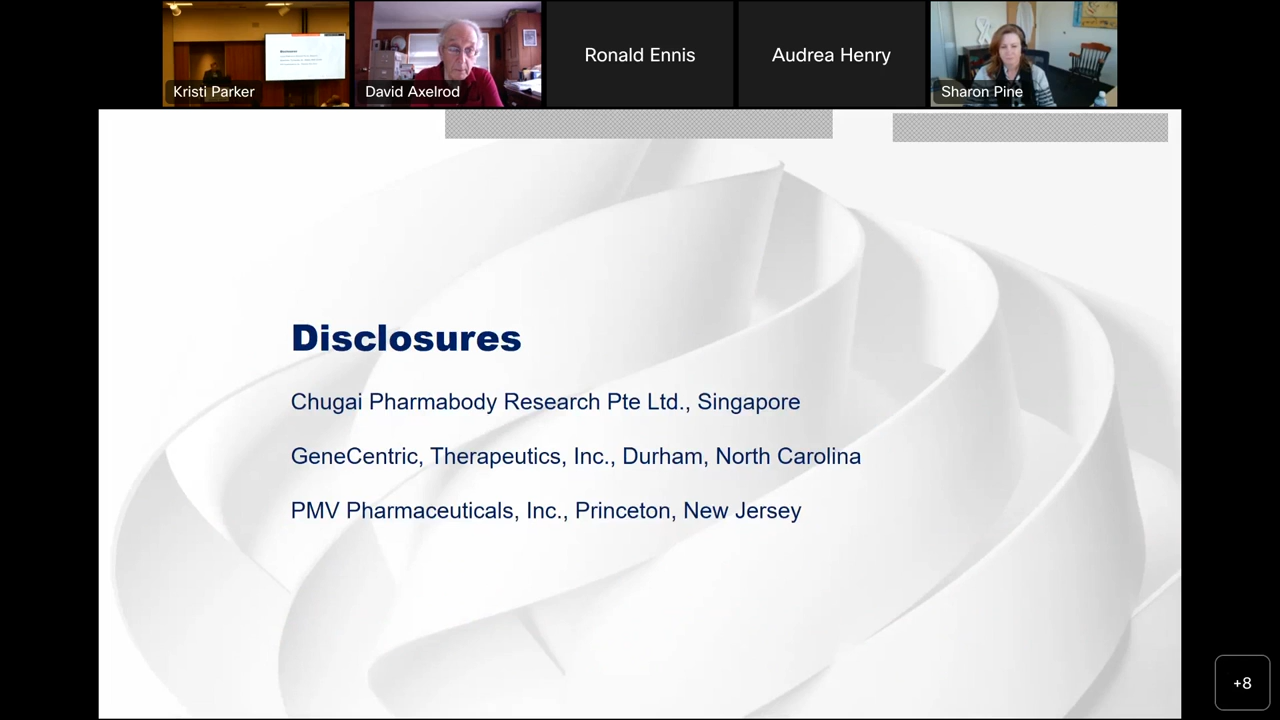 Kristi Parker
David Axelrod
Ronald Ennis
Audrea Henry
Sharon Pine
Disclosures
Chugai Pharmabody Research Pte Ltd., Singapore
GeneCentric, Therapeutics, Inc., Durham, North Carolina
PMV Pharmaceuticals, Inc., Princeton, New Jersey
+8